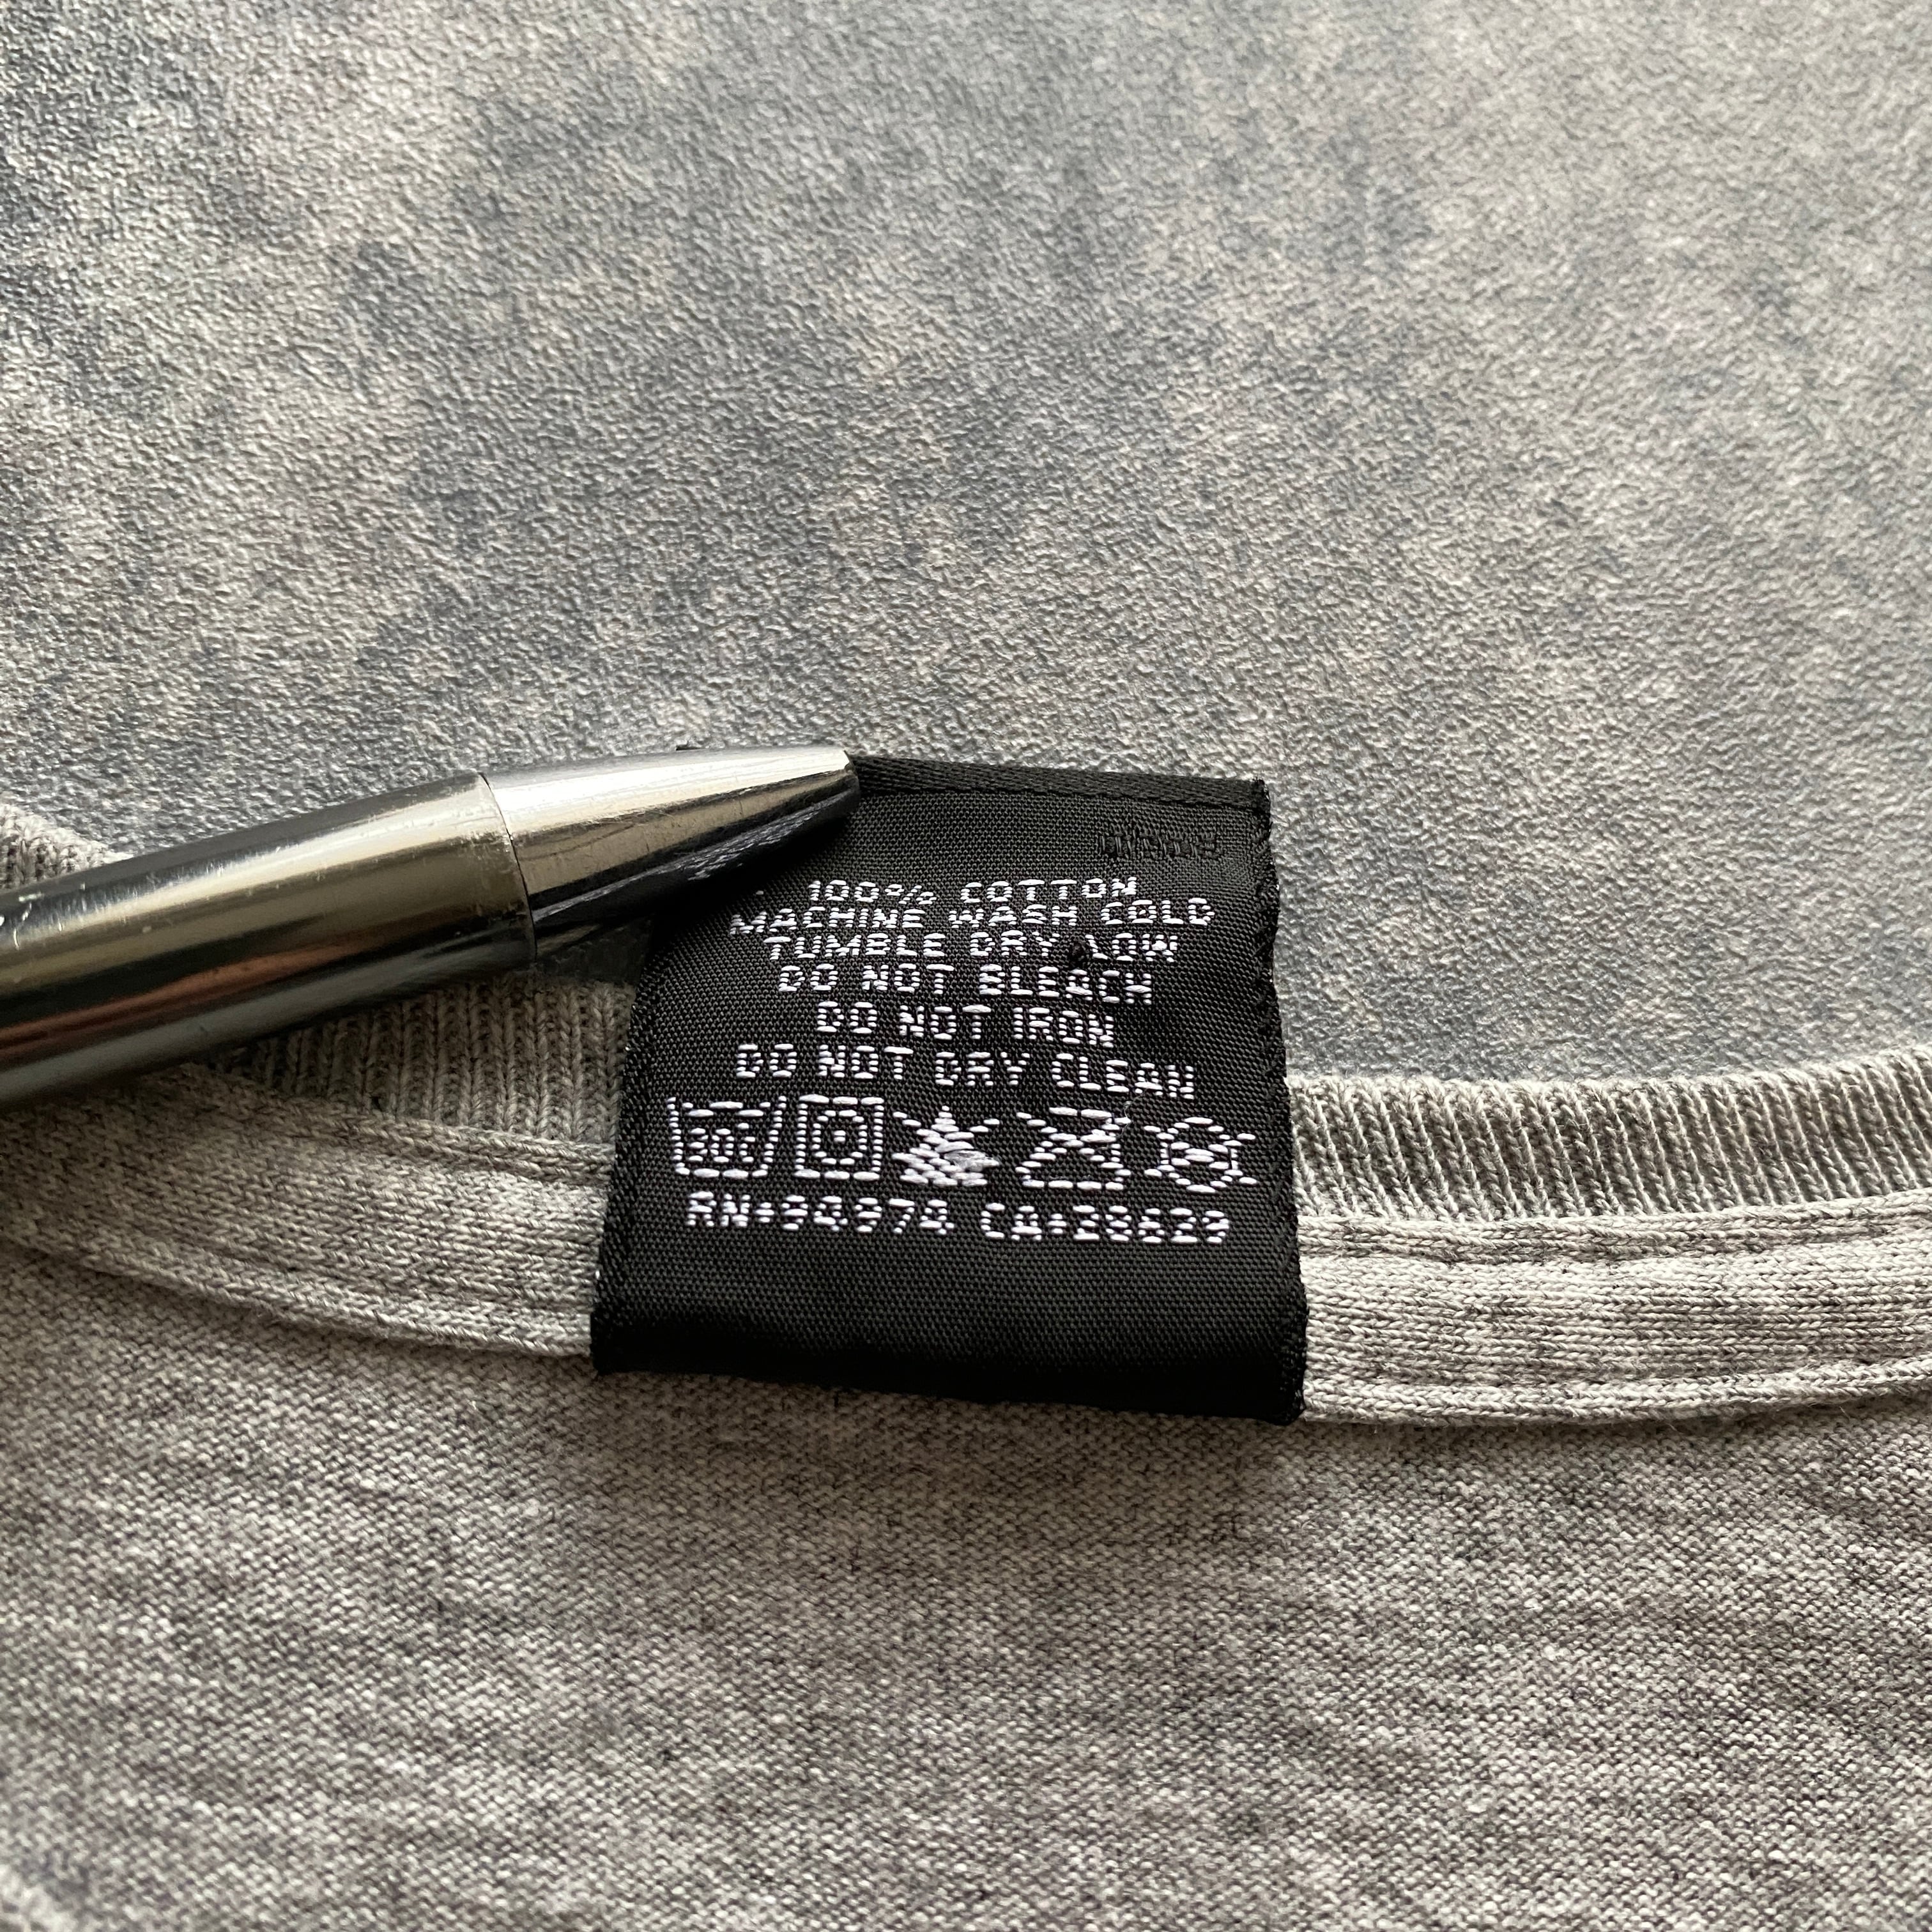 100% COTTON
MACHINE WASH COLD
TUMBLE DRY LOW
DO NOT BLEACH
DO NOT IRON
DO NOT DRY CLEAN
30c
RN#94974 CA#28629